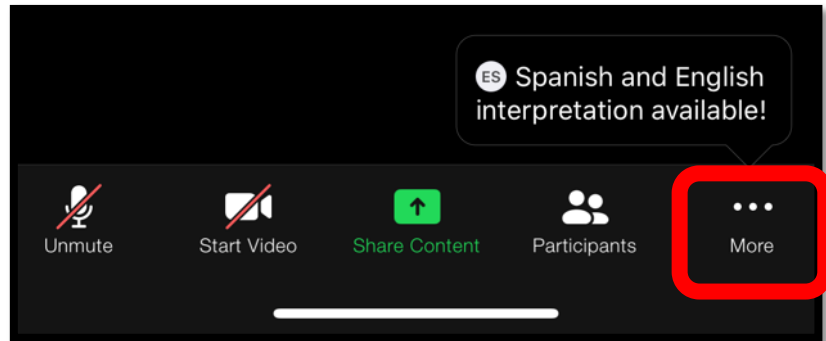 ES Spanish and English
interpretation available!
Unmute
Start Video
Share Content
Participants
More